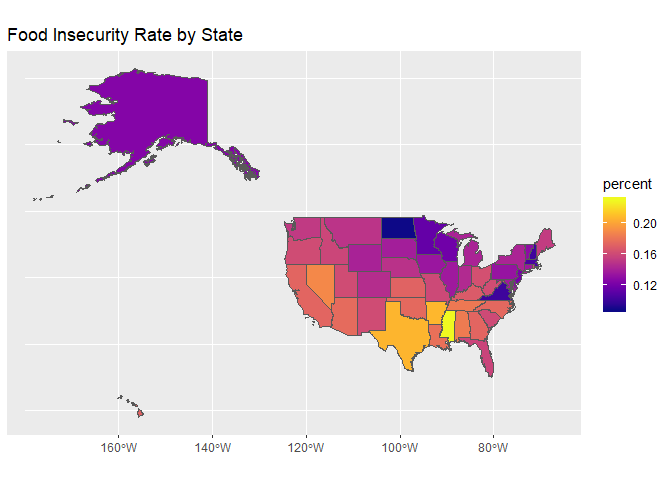 Food Insecurity Rate by State
percent
0.20
0.16
0.12
160°W 140°W 120°W 100°W 80°W